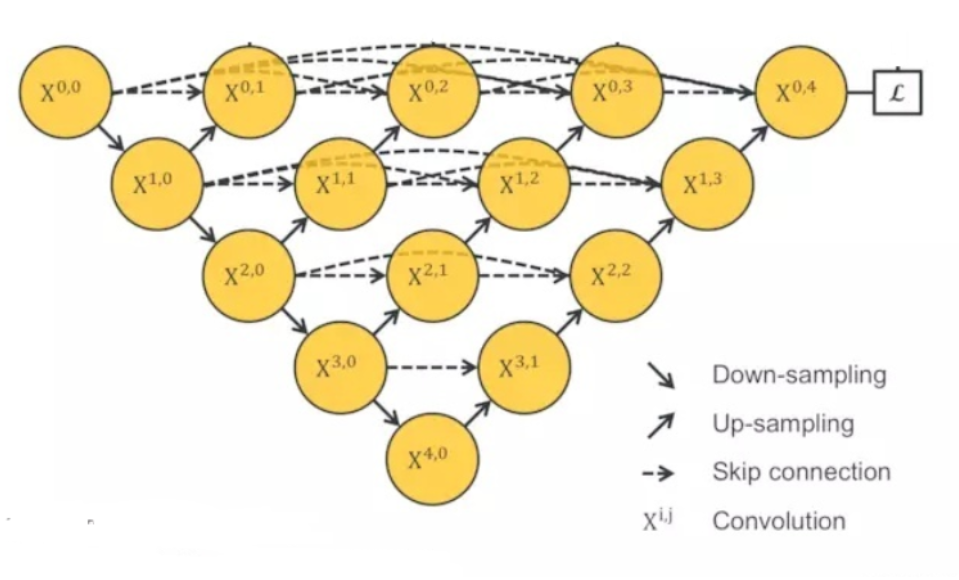 X^{0,0} X^{0,1} X^{0,2} X^{0,3} X^{0,4} ℒ
X^{1,0} X^{1,1} X^{1,2} X^{1,3}
X^{2,0} X^{2,1} X^{2,2}
X^{3,0} X^{3,1}
X^{4,0}
Down-sampling
Up-sampling
Skip connection
X^{i,j} Convolution